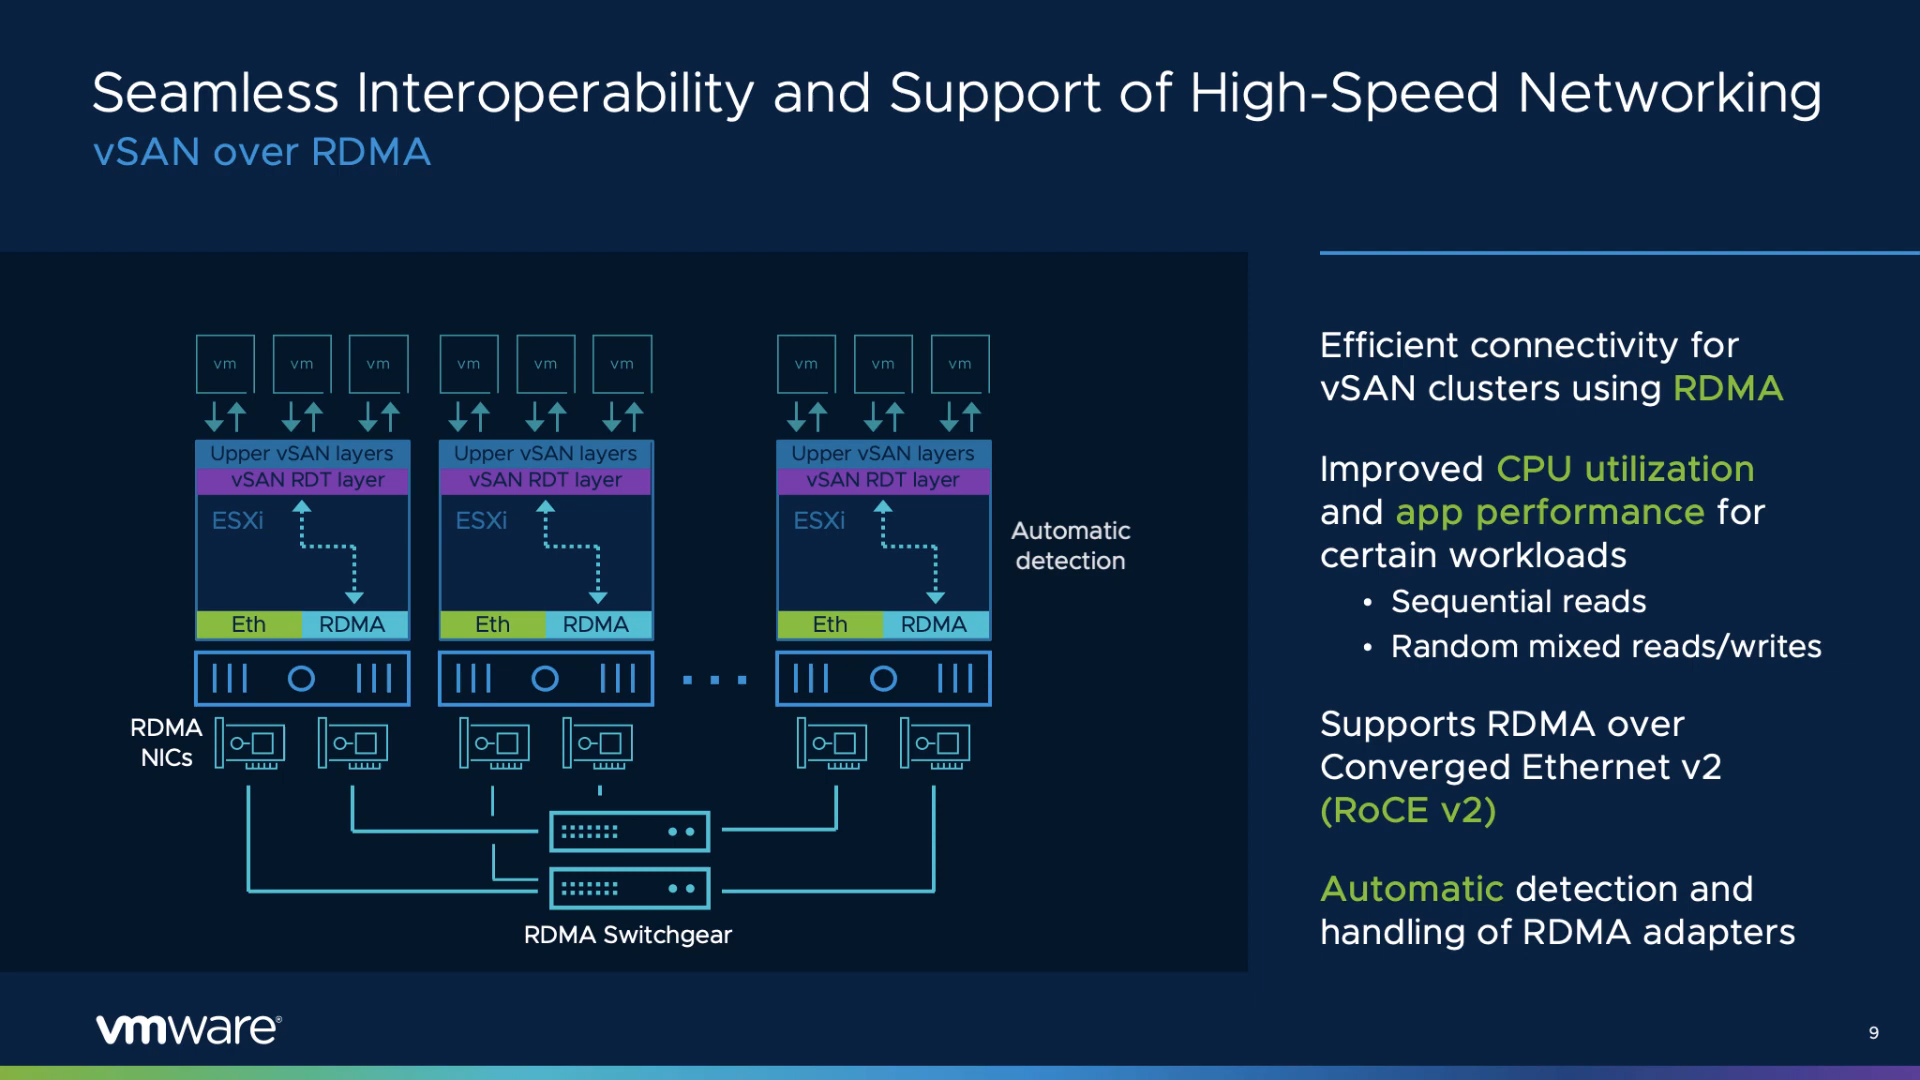 Seamless Interoperability and Support of High-Speed Networking
vSAN over RDMA
vm vm vm vm vm vm vm vm vm
Upper vSAN layers Upper vSAN layers Upper vSAN layers
vSAN RDT layer vSAN RDT layer vSAN RDT layer
ESXi ESXi ESXi
Automatic
detection
Eth RDMA Eth RDMA Eth RDMA
RDMA
NICs
RDMA Switchgear
Efficient connectivity for
vSAN clusters using RDMA
Improved CPU utilization
and app performance for
certain workloads
• Sequential reads
• Random mixed reads/writes
Supports RDMA over
Converged Ethernet v2
(RoCE v2)
Automatic detection and
handling of RDMA adapters
vmware®
9